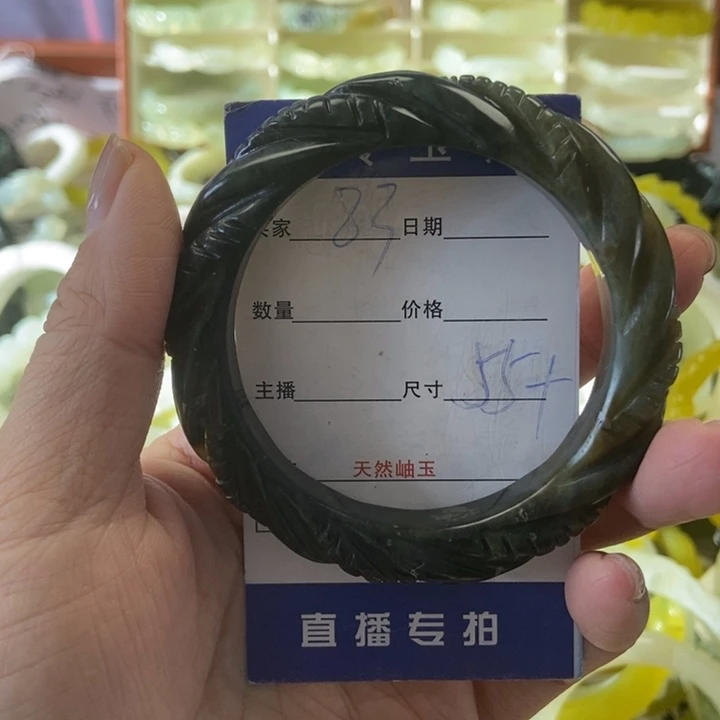 玉
家 83 日期
数量 价格
主播 尺寸 55+
天然岫玉
直播专拍